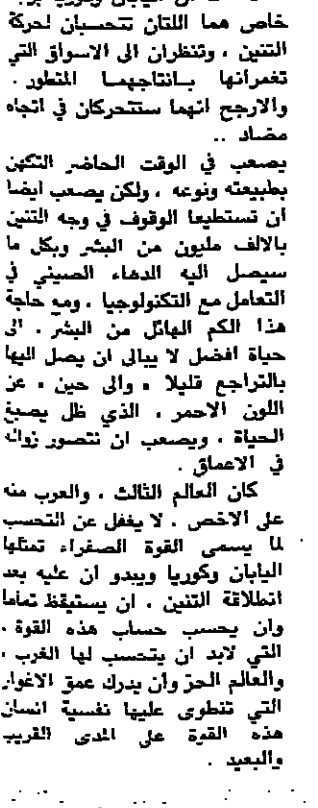 خاص هما اللتان تتحسبان لحركة
التنين ، وتنظران الى الاسواق التي
تغمرانها بانتاجهما المتطور .
والارجح انهما ستتحركان في اتجاه
مضاد ..
يصعب في الوقت الحاضر التكهن
بطبيعته ونوعه ، ولكن يصعب ايضا
ان تستطيعا الوقوف في وجه التنين
بالالف مليون من البشر وبكل ما
سيصل اليه الدهاء الصيني في
التعامل مع التكنولوجيا ، ومع حاجة
هذا الكم الهائل من البشر ، الى
حياة افضل لا يبالى ان يصل اليها
بالتراجع قليلا « والى حين » عن
اللون الاحمر ، الذي ظل يصبغ
الحياة ، ويصعب ان نتصور زواله
في الاعماق .
كان العالم الثالث ، والعرب منه
على الاخص ، لا يغفل عن التحسب
لما يسمى القوة الصفراء تمثلها
اليابان وكوريا ويبدو ان عليه بعد
انطلاقة التنين ، ان يستيقظ تماما
وان يحسب حساب هذه القوة ،
التي لابد ان يتحسب لها الغرب ،
والعالم الحر وأن يدرك عمق الاغوار
التي تنطوى عليها نفسية انسان
هذه القوة على المدى القريب
والبعيد .